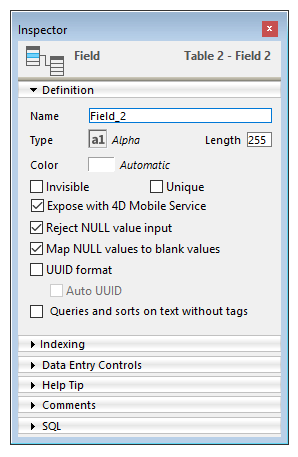 Inspector
Field Table 2 - Field 2
Definition
Name Field_2
Type a1 Alpha Length 255
Color Automatic
Invisible Unique
Expose with 4D Mobile Service
Reject NULL value input
Map NULL values to blank values
UUID format
Auto UUID
Queries and sorts on text without tags
Indexing
Data Entry Controls
Help Tip
Comments
SQL